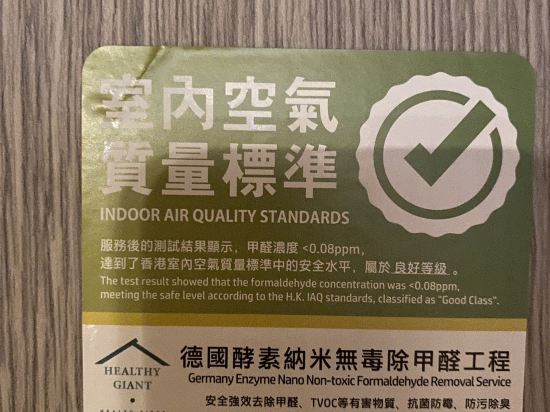 室內空氣
質量標準
INDOOR AIR QUALITY STANDARDS
服務後的測試結果顯示，甲醛濃度 <0.08ppm，
達到了香港室內空氣質量標準中的安全水平，屬於 良好等級 。
The test result showed that the formaldehyde concentration was <0.08ppm,
meeting the safe level according to the H.K. IAQ standards, classified as "Good Class".
HEALTHY
GIANT
德國酵素納米無毒除甲醛工程
Germany Enzyme Nano Non-toxic Formaldehyde Removal Service
安全強效去除甲醛、TVOC等有害物質、抗菌防霉、防污除臭